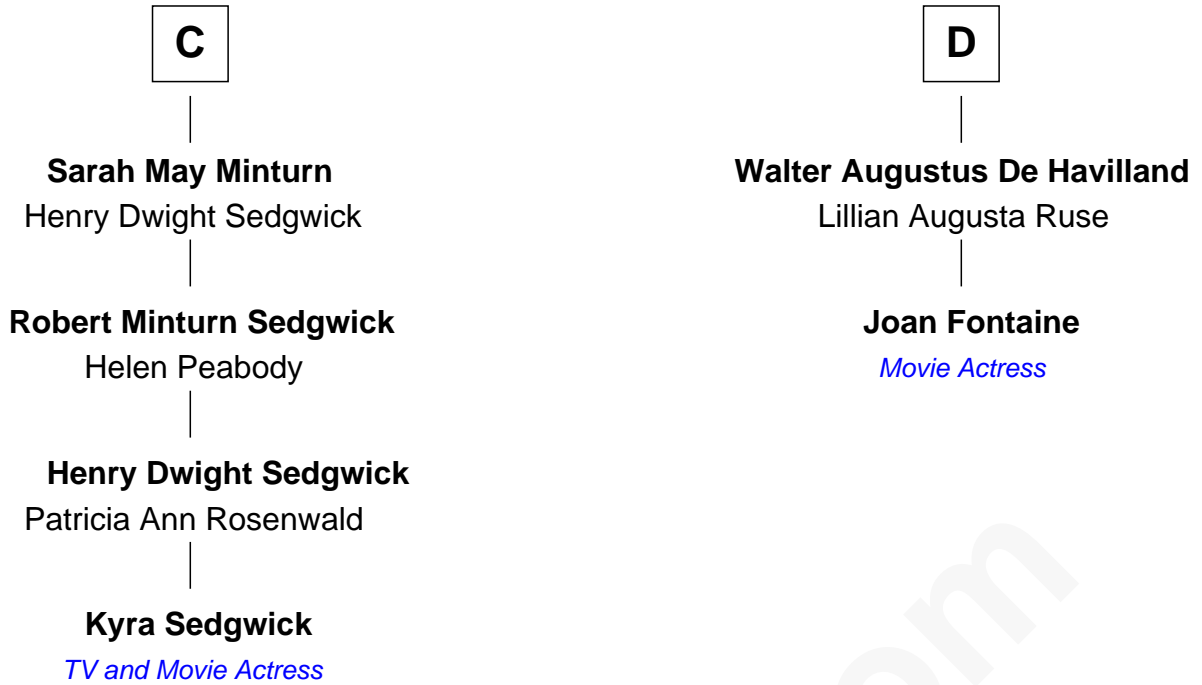 C
Sarah May Minturn
Henry Dwight Sedgwick
Robert Minturn Sedgwick
Helen Peabody
Henry Dwight Sedgwick
Patricia Ann Rosenwald
Kyra Sedgwick
TV and Movie Actress
D
Walter Augustus De Havilland
Lillian Augusta Ruse
Joan Fontaine
Movie Actress
om